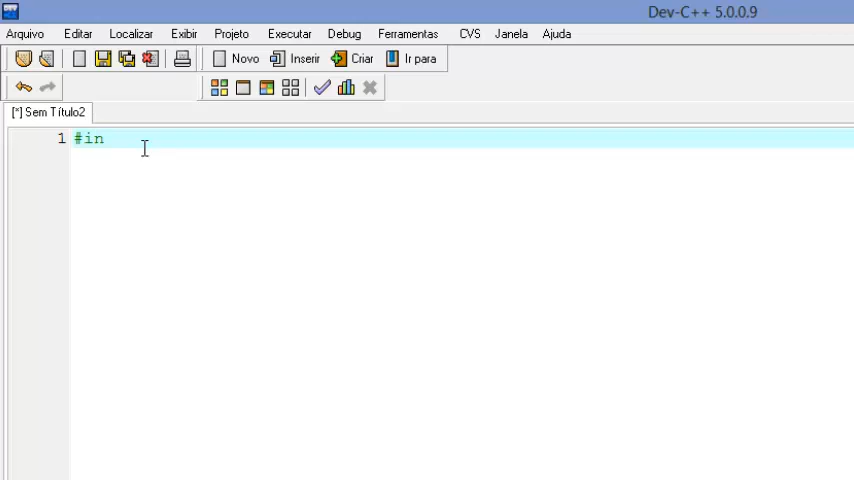 Dev-C++ 5.0.0.9
Arquivo Editar Localizar Exibir Projeto Executar Debug Ferramentas CVS Janela Ajuda
Novo Inserir Criar Ir para
[*] Sem Título2
1 #in